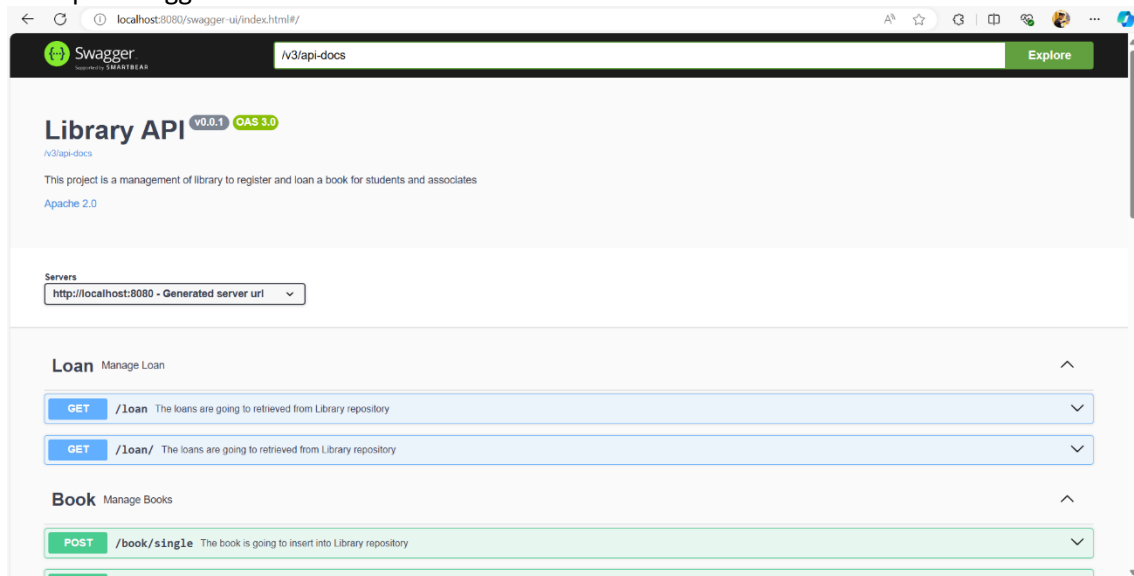 localhost:8080/swagger-ui/index.html#/
Swagger
Supported by SMARTBEAR
/v3/api-docs
Explore
Library API v0.0.1 OAS 3.0
/v3/api-docs
This project is a management of library to register and loan a book for students and associates
Apache 2.0
Servers
http://localhost:8080 - Generated server url
Loan Manage Loan
GET /loan The loans are going to retrieved from Library repository
GET /loan/ The loans are going to retrieved from Library repository
Book Manage Books
POST /book/single The book is going to insert into Library repository